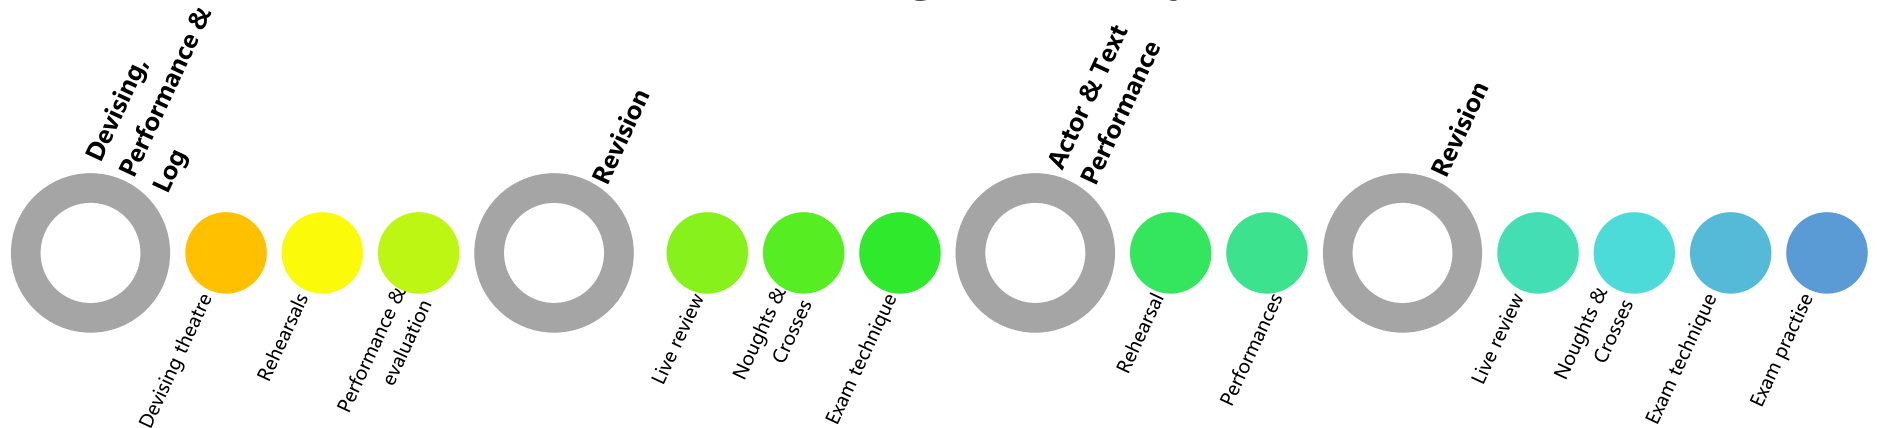 Devising,
Performance &
Log
Devising theatre
Rehearsals
Performance &
evaluation
Revision
Live review
Noughts &
Crosses
Exam technique
Actor & Text
Performance
Rehearsal
Performances
Revision
Live review
Noughts &
Crosses
Exam technique
Exam practise